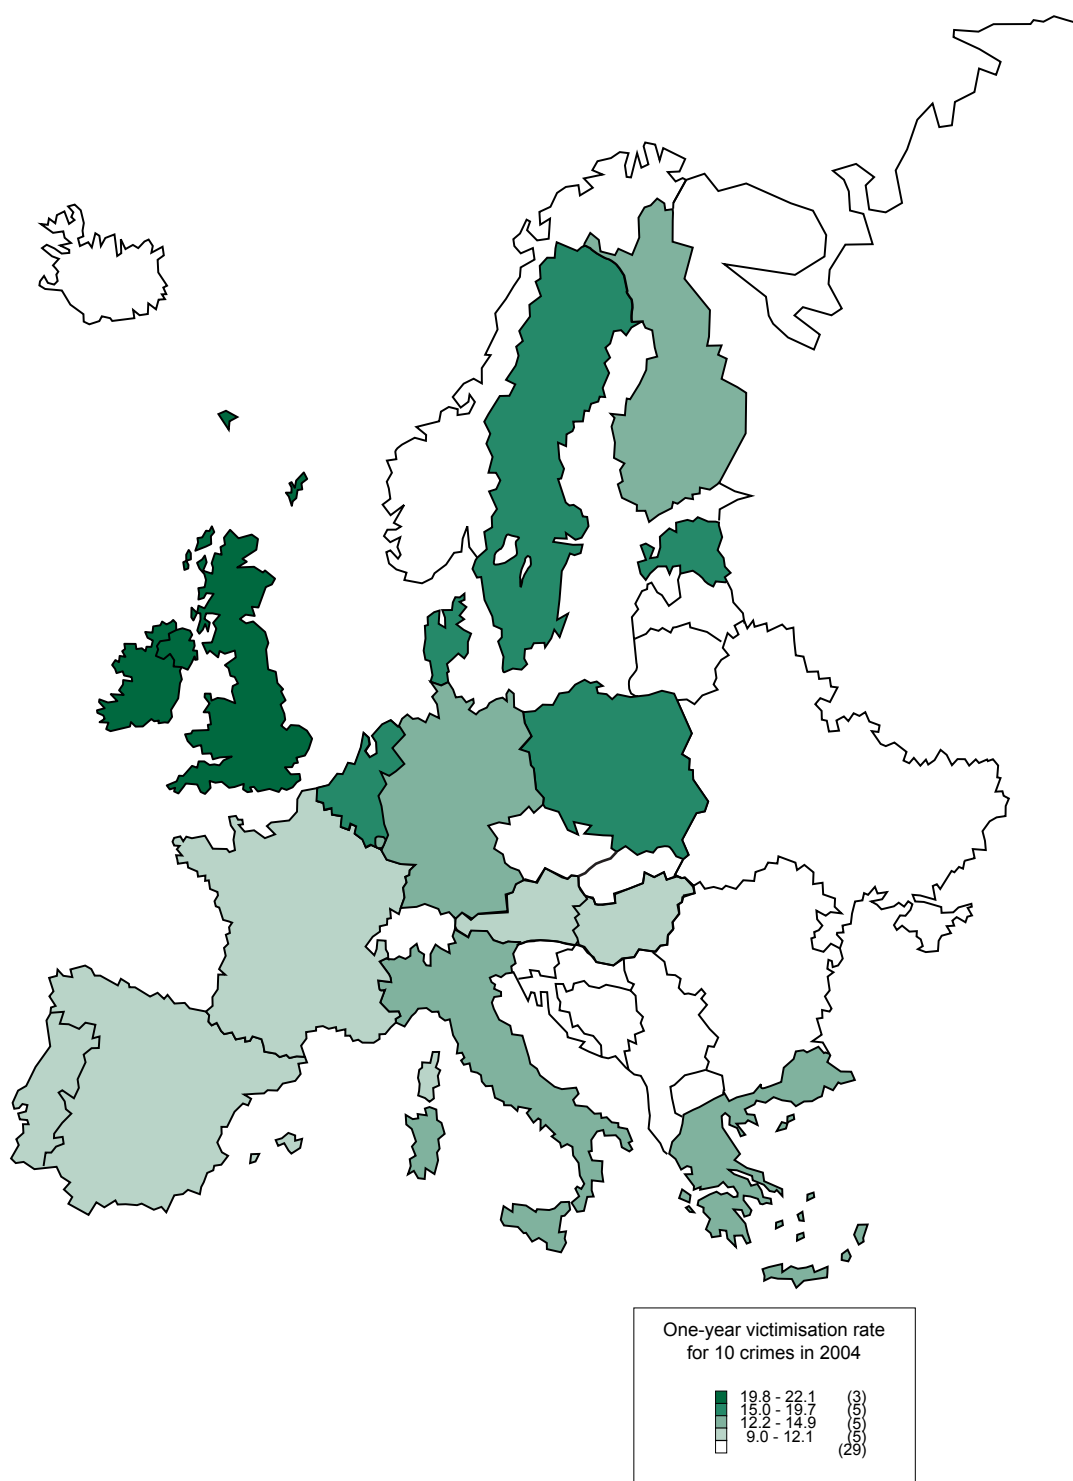 One-year victimisation rate
for 10 crimes in 2004
19.8 - 22.1 (3)
15.0 - 19.7 (5)
12.2 - 14.9 (5)
9.0 - 12.1 (5)
(29)